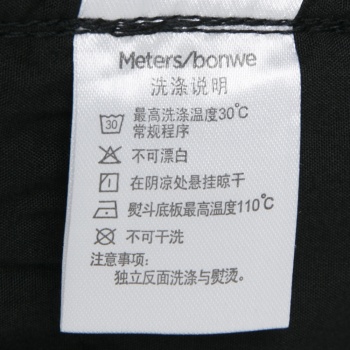 Meters/bonwe
洗涤说明
30
最高洗涤温度30℃
常规程序
不可漂白
在阴凉处悬挂晾干
熨斗底板最高温度110℃
不可干洗
注意事项:
独立反面洗涤与熨烫。